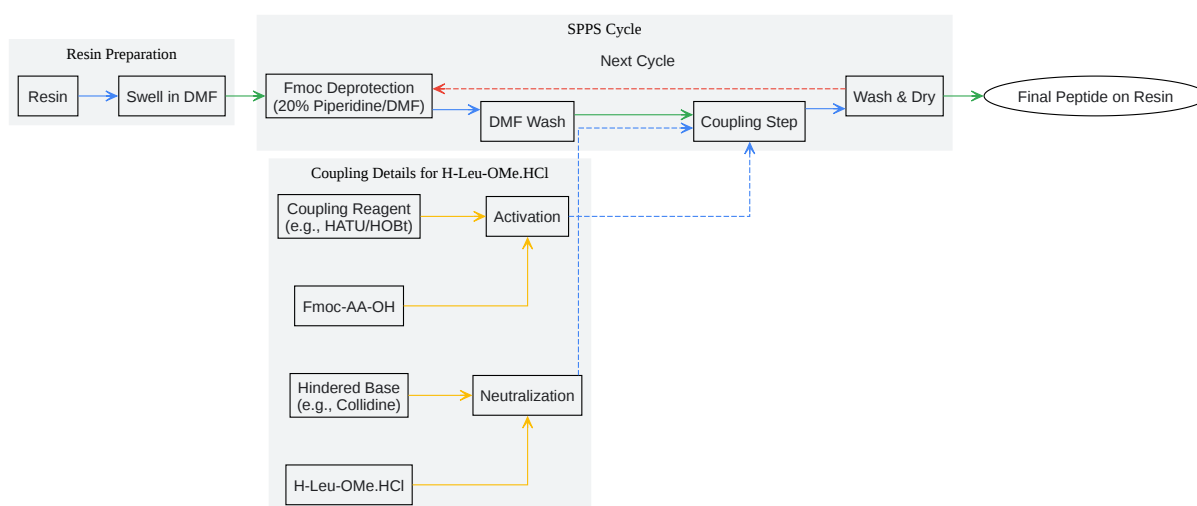 Resin Preparation
Resin
Swell in DMF
SPPS Cycle
Next Cycle
Fmoc Deprotection
(20% Piperidine/DMF)
DMF Wash
Coupling Step
Wash & Dry
Final Peptide on Resin
Coupling Details for H-Leu-OMe.HCl
Coupling Reagent
(e.g., HATU/HOBt)
Activation
Fmoc-AA-OH
Hindered Base
(e.g., Collidine)
Neutralization
H-Leu-OMe.HCl